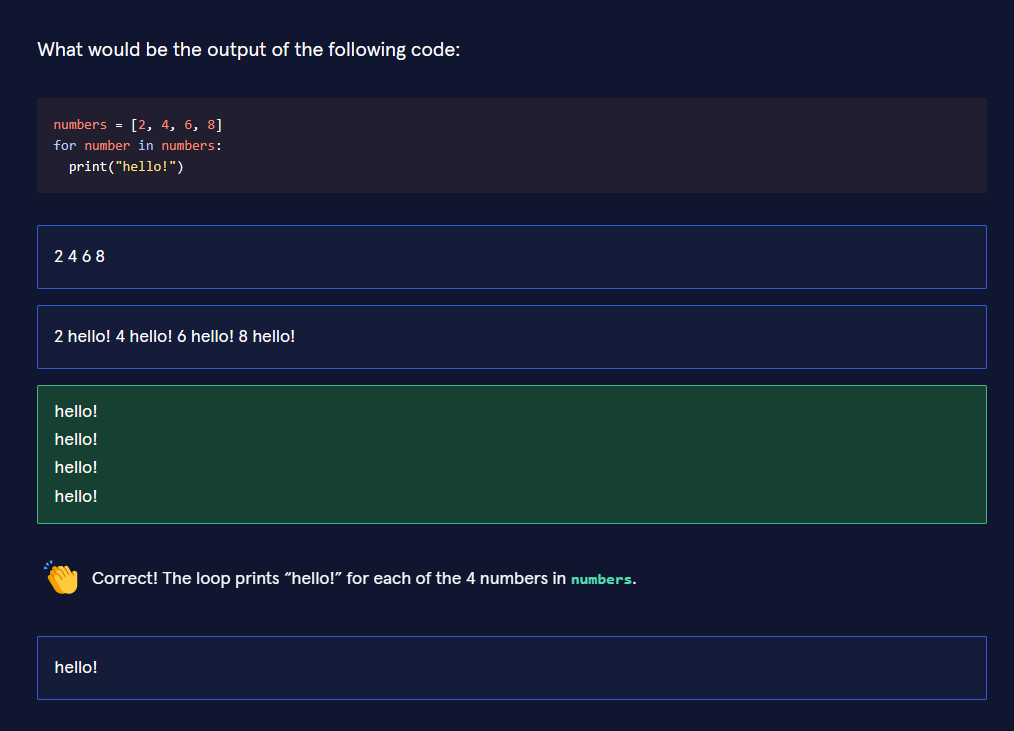 What would be the output of the following code:
numbers = [2, 4, 6, 8]
for number in numbers:
  print("hello!")
2 4 6 8
2 hello! 4 hello! 6 hello! 8 hello!
hello!
hello!
hello!
hello!
Correct! The loop prints “hello!” for each of the 4 numbers in numbers.
hello!